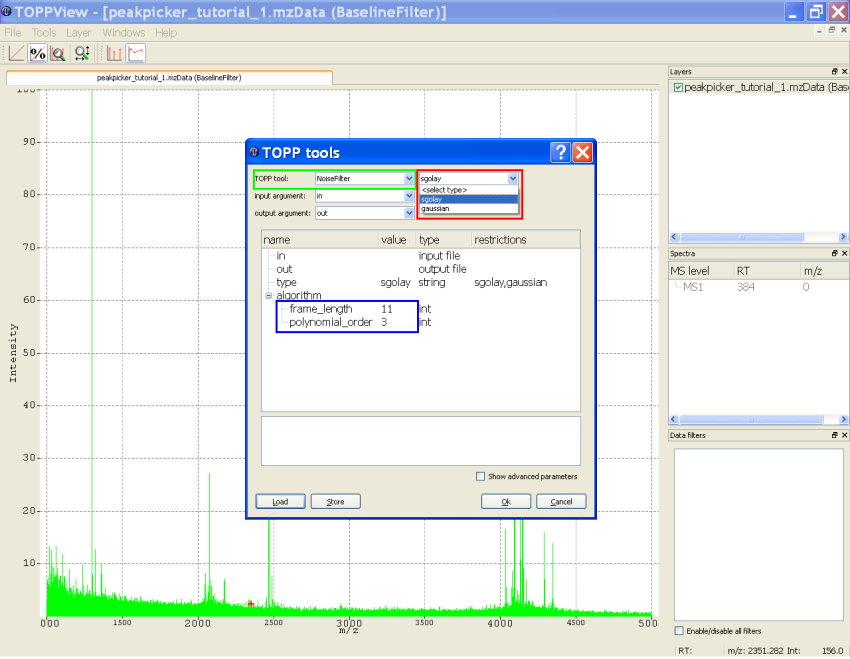 TOPPView - [peakpicker_tutorial_1.mzData (BaselineFilter)]
File Tools Layer Windows Help
%
peakpicker_tutorial_1.mzData (BaselineFilter)
100
90
80
70
60
50
40
30
20
10
Intensity
000 1500 2000 2500 3000 3500 4000 4500 500
m/z
TOPP tools
TOPP tool: NoiseFilter sgolay
<select type>
sgolay
gaussian
input argument: in
output argument: out
name value type restrictions
in input file
out output file
type sgolay string sgolay,gaussian
algorithm
frame_length 11 int
polynomial_order 3 int
Show advanced parameters
Load Store Ok Cancel
Layers
peakpicker_tutorial_1.mzData (Bas
Spectra
MS level RT m/z
MS1 384 0
Data filters
Enable/disable all filters
RT: m/z: 2351.282 Int: 156.0